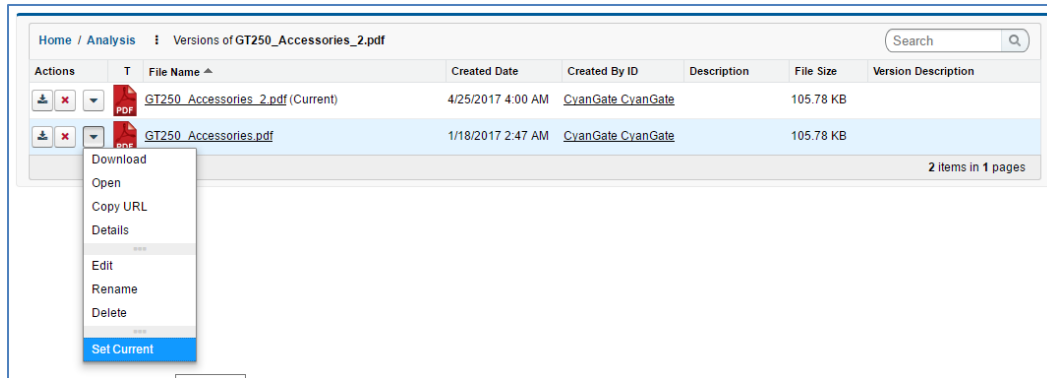 Home / Analysis ⋮ Versions of GT250_Accessories_2.pdf Search
Actions T File Name Created Date Created By ID Description File Size Version Description
PDF GT250_Accessories_2.pdf (Current) 4/25/2017 4:00 AM CyanGate CyanGate 105.78 KB
PDF GT250_Accessories.pdf 1/18/2017 2:47 AM CyanGate CyanGate 105.78 KB
2 items in 1 pages
Download
Open
Copy URL
Details
Edit
Rename
Delete
Set Current